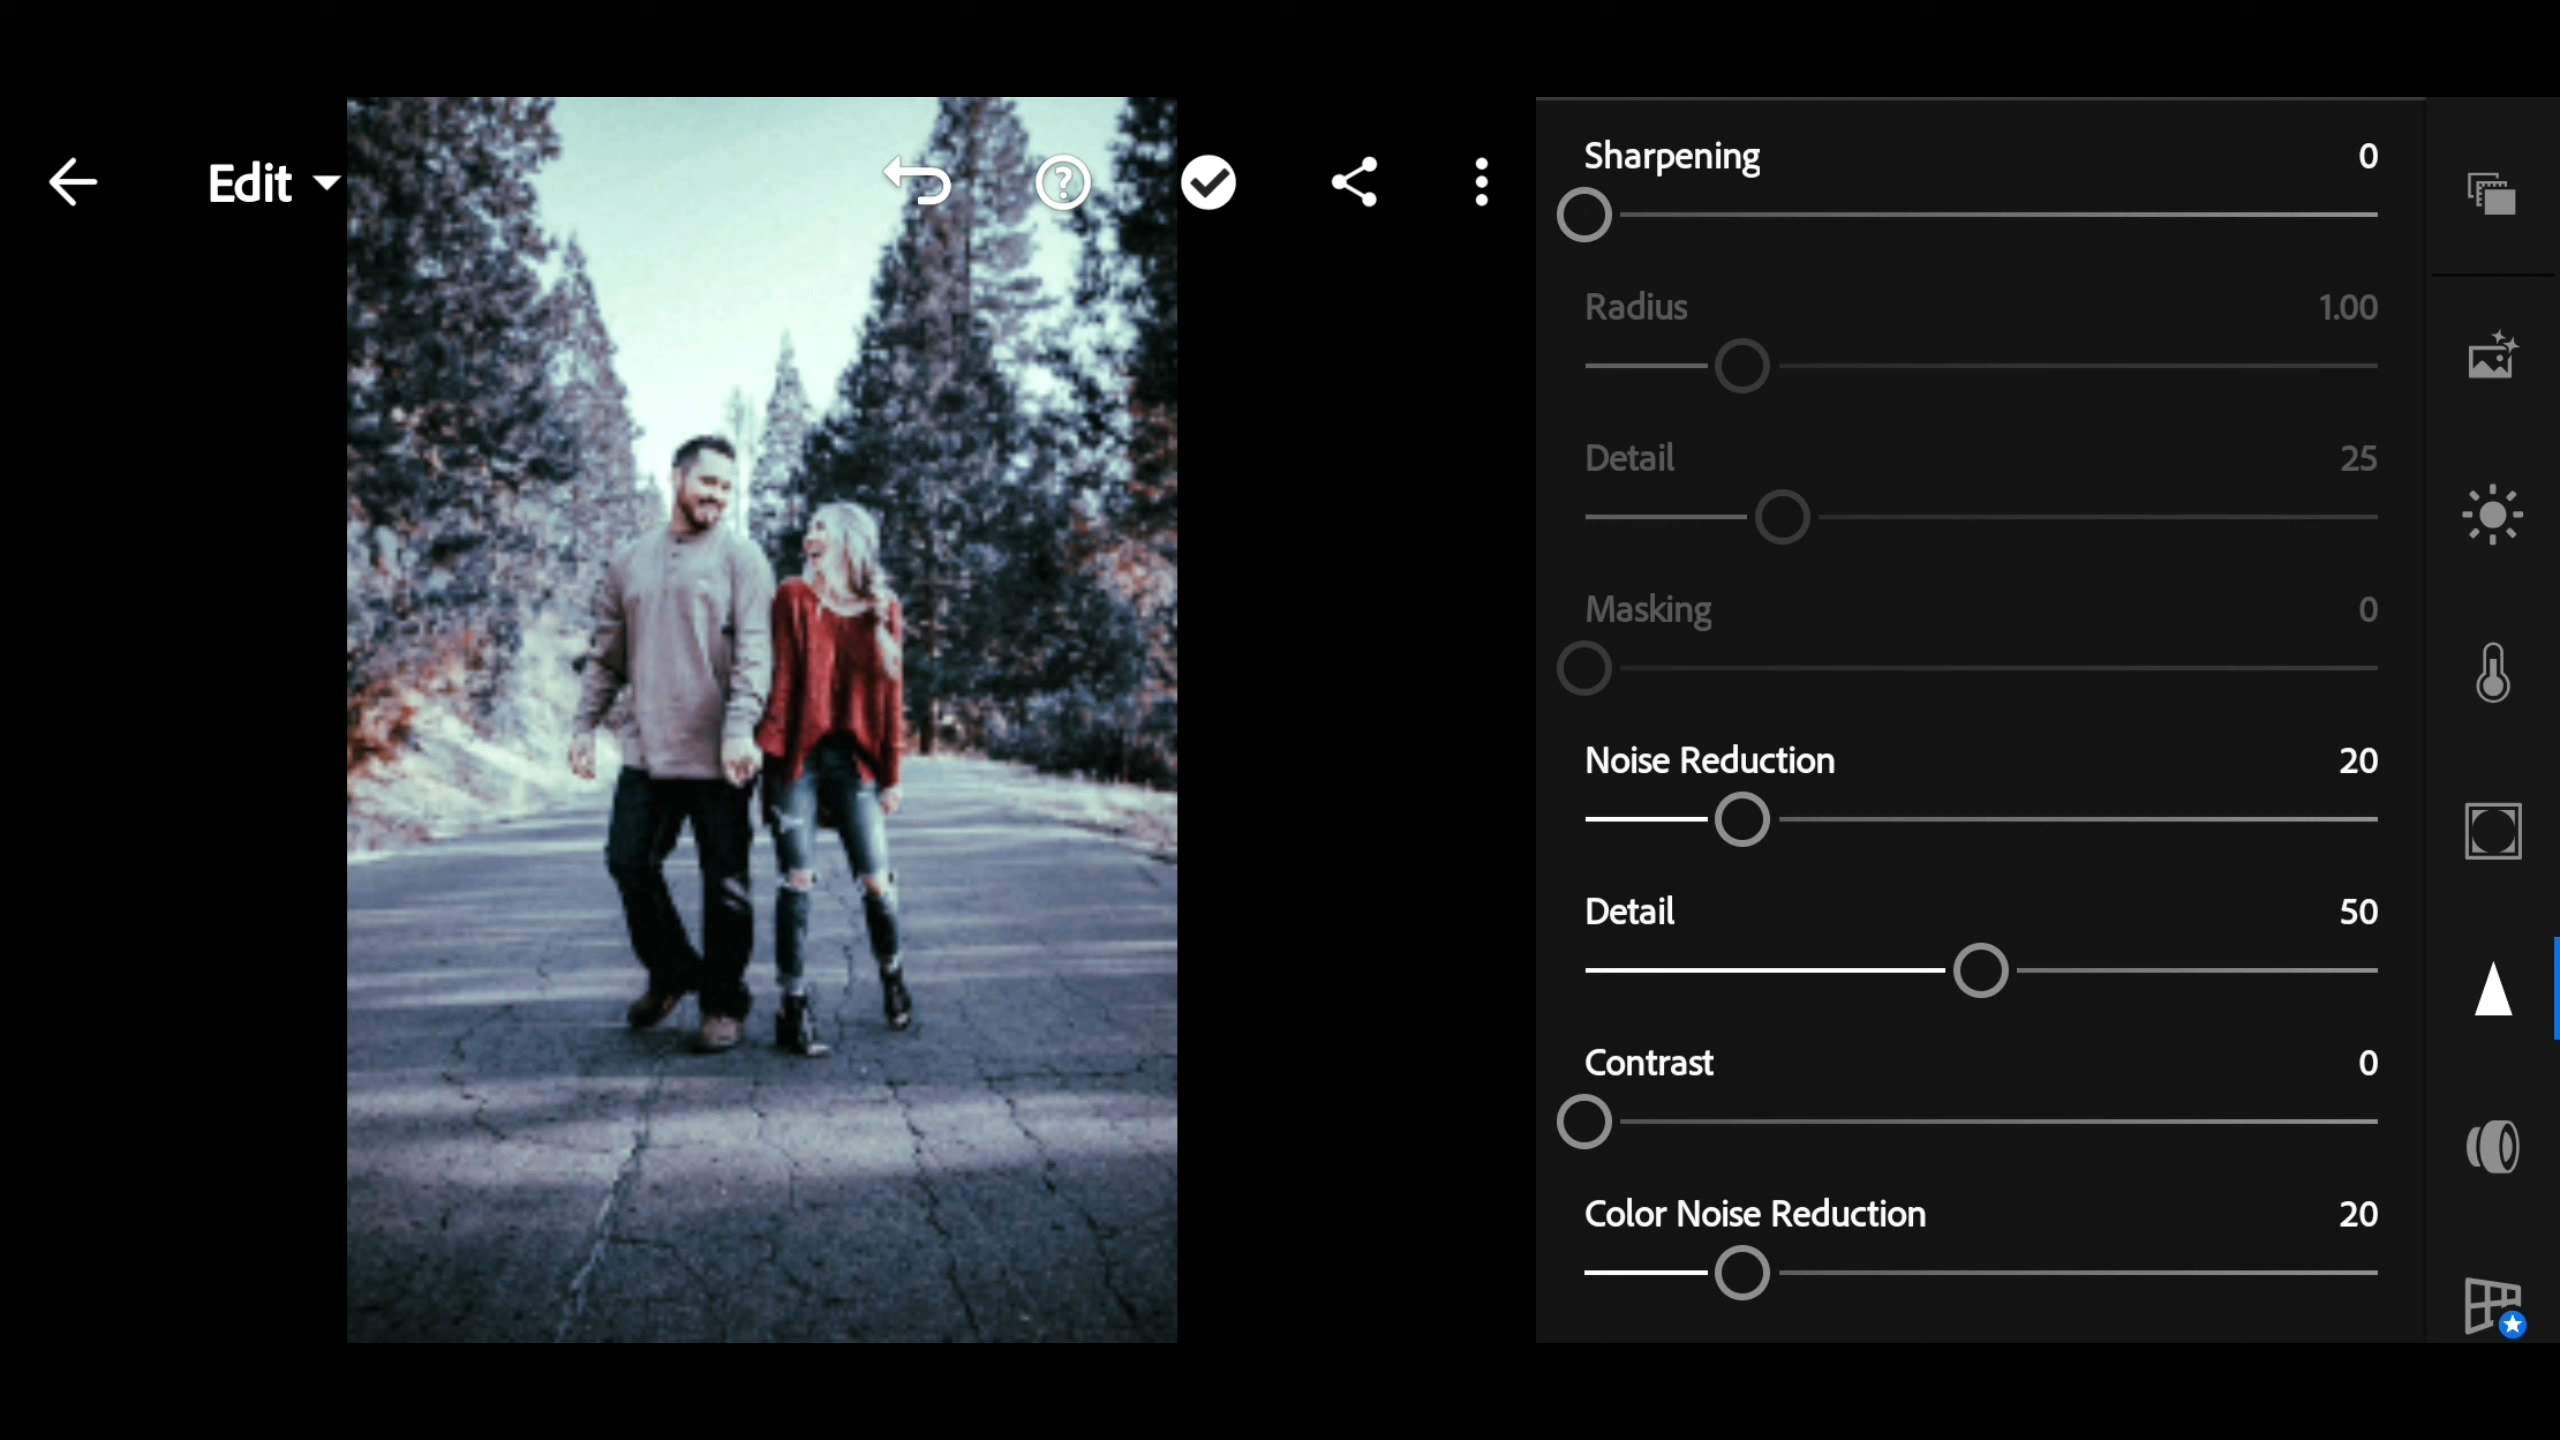 Edit
Sharpening 0
Radius 1.00
Detail 25
Masking 0
Noise Reduction 20
Detail 50
Contrast 0
Color Noise Reduction 20